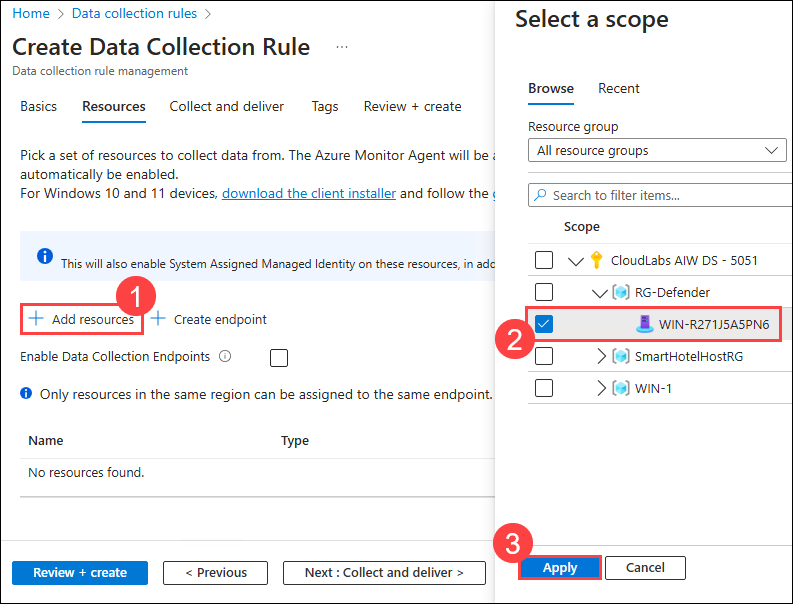 Home > Data collection rules >
Create Data Collection Rule ...
Data collection rule management
Basics Resources Collect and deliver Tags Review + create
Pick a set of resources to collect data from. The Azure Monitor Agent will be
automatically be enabled.
For Windows 10 and 11 devices, download the client installer and follow the
This will also enable System Assigned Managed Identity on these resources, in add
1
+ Add resources + Create endpoint
Enable Data Collection Endpoints
Only resources in the same region can be assigned to the same endpoint.
Name Type
No resources found.
Review + create < Previous Next : Collect and deliver >
Select a scope
Browse Recent
Resource group
All resource groups
Search to filter items...
Scope
CloudLabs AIW DS - 5051
RG-Defender
2
WIN-R271J5A5PN6
SmartHotelHostRG
WIN-1
3
Apply Cancel